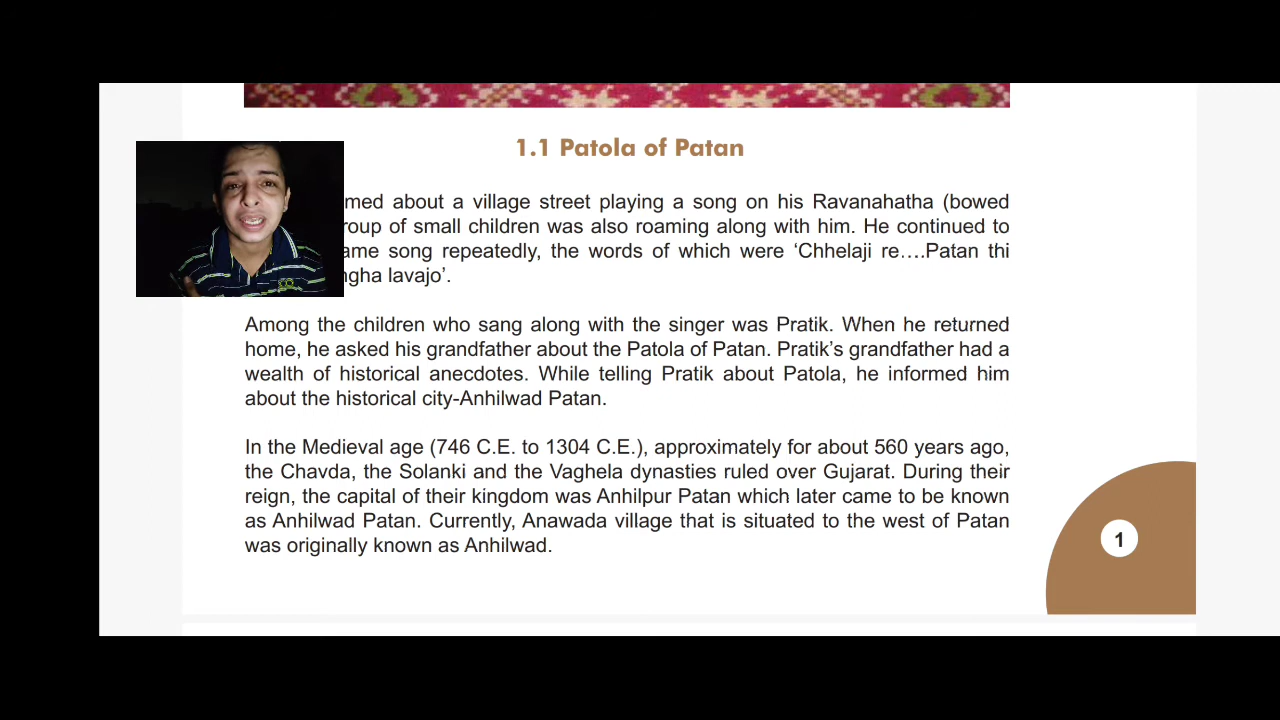 1.1 Patola of Patan
med about a village street playing a song on his Ravanahatha (bowed
roup of small children was also roaming along with him. He continued to
ame song repeatedly, the words of which were ‘Chhelaji re….Patan thi
ngha lavajo’.
Among the children who sang along with the singer was Pratik. When he returned
home, he asked his grandfather about the Patola of Patan. Pratik’s grandfather had a
wealth of historical anecdotes. While telling Pratik about Patola, he informed him
about the historical city-Anhilwad Patan.
In the Medieval age (746 C.E. to 1304 C.E.), approximately for about 560 years ago,
the Chavda, the Solanki and the Vaghela dynasties ruled over Gujarat. During their
reign, the capital of their kingdom was Anhilpur Patan which later came to be known
as Anhilwad Patan. Currently, Anawada village that is situated to the west of Patan
was originally known as Anhilwad.
1